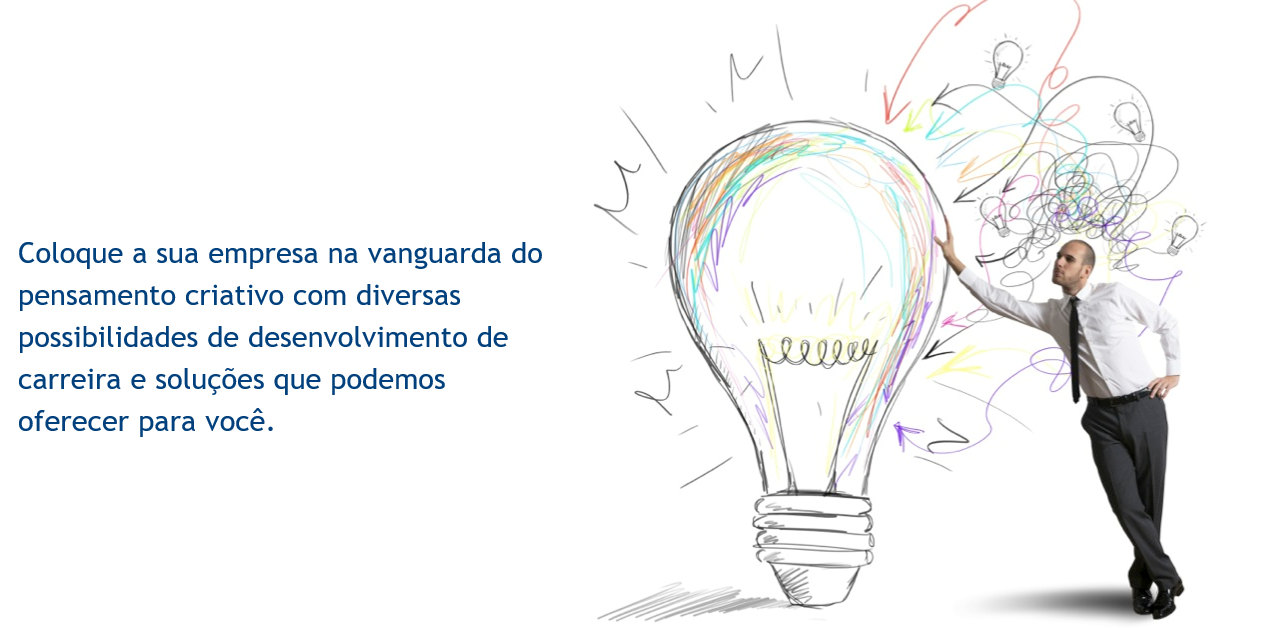 Coloque a sua empresa na vanguarda do
pensamento criativo com diversas
possibilidades de desenvolvimento de
carreira e soluções que podemos
oferecer para você.